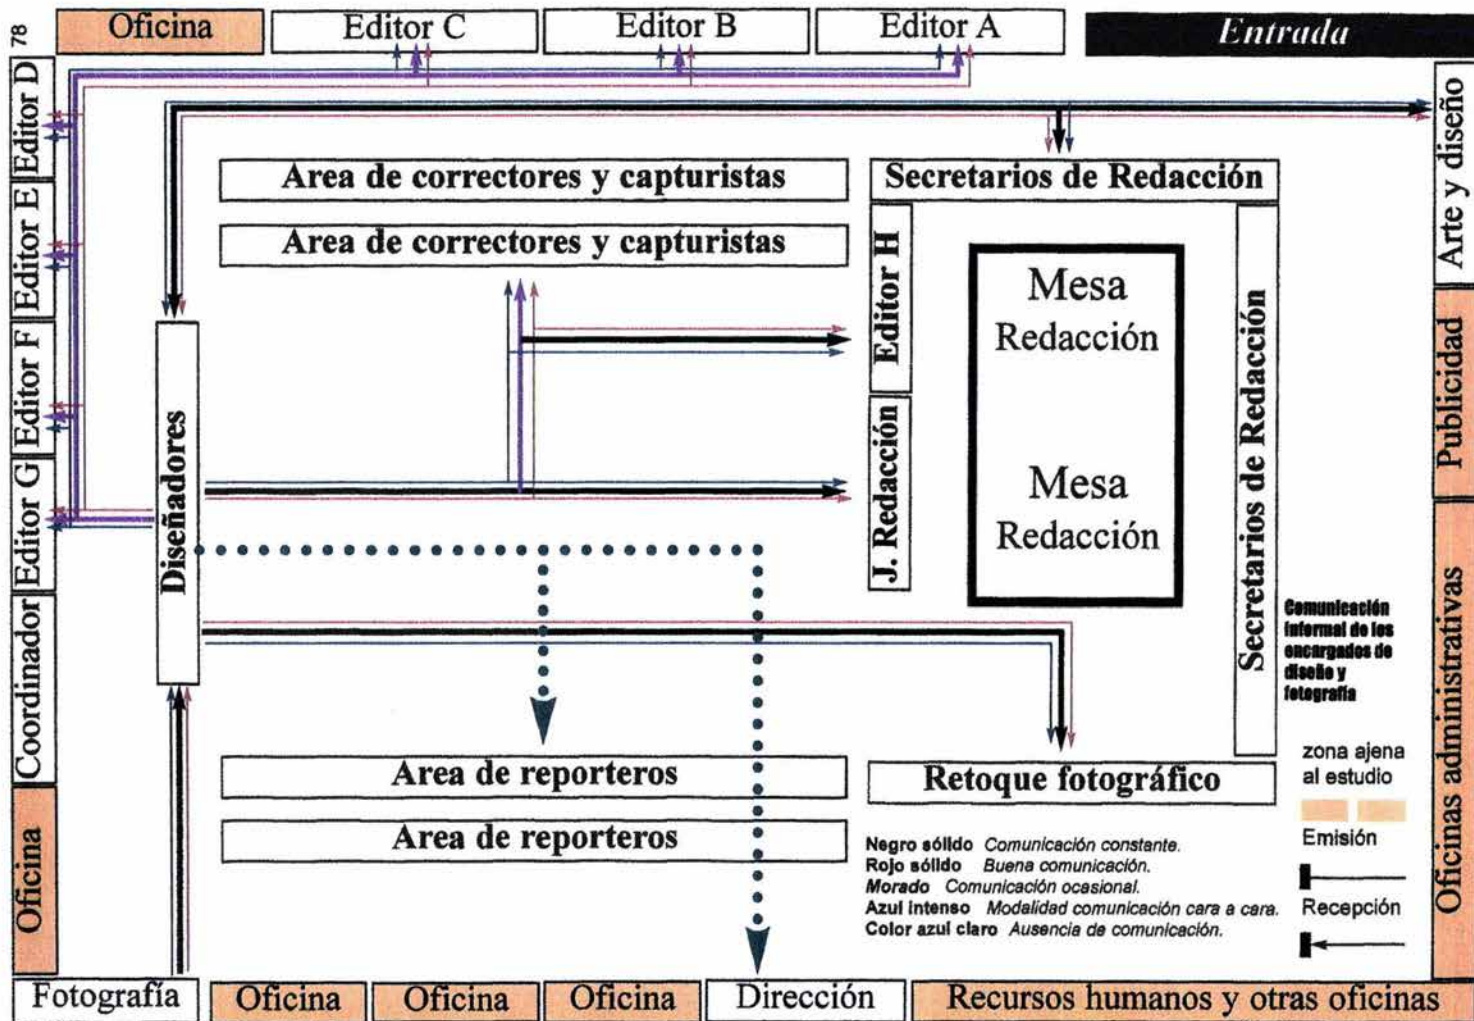 78
Oficina
Editor C
Editor B
Editor A
Entrada
Editor D
Editor E
Editor F
Editor G
Coordinador
Oficina
Fotografía
Diseñadores
Area de correctores y capturistas
Area de correctores y capturistas
Secretarios de Redacción
Editor H
J. Redacción
Mesa
Redacción
Mesa
Redacción
Secretarios de Redacción
Arte y diseño
Publicidad
Oficinas administrativas
Comunicación
informal de los
encargados de
diseño y
fotografía
zona ajena
al estudio
Emisión
Recepción
Area de reporteros
Area de reporteros
Retoque fotográfico
Negro sólido Comunicación constante.
Rojo sólido Buena comunicación.
Morado Comunicación ocasional.
Azul intenso Modalidad comunicación cara a cara.
Color azul claro Ausencia de comunicación.
Oficina
Oficina
Oficina
Dirección
Recursos humanos y otras oficinas